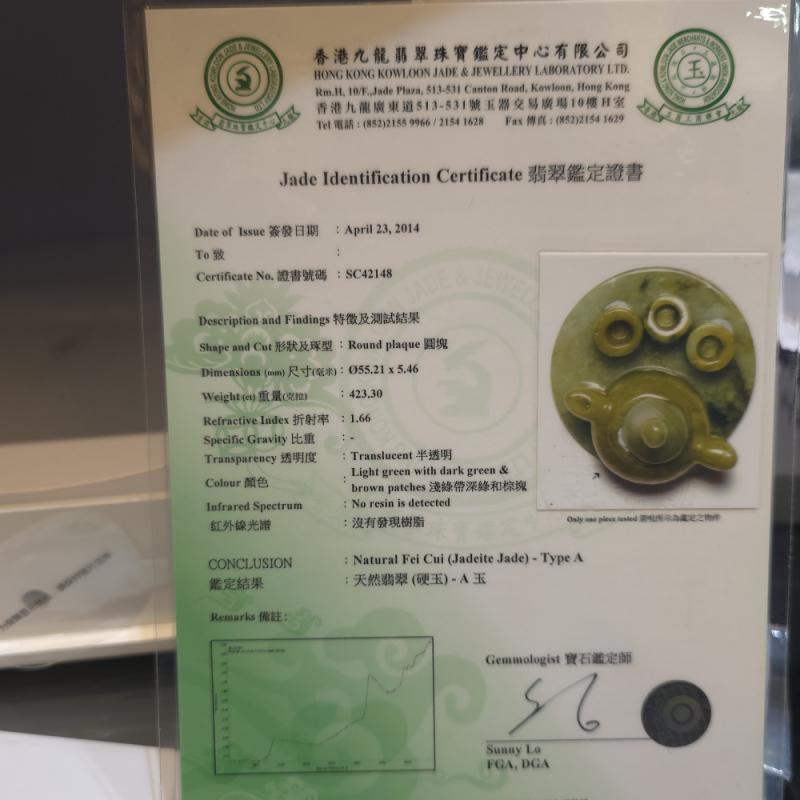 香港九龍翡翠珠寶鑑定中心有限公司
HONG KONG KOWLOON JADE & JEWELLERY LABORATORY LTD.
Rm.H, 10/F.,Jade Plaza, 513-531 Canton Road, Kowloon, Hong Kong
香港九龍廣東道513-531號玉器交易廣場10樓H室
Tel 電話 : (852)2155 9966 / 2154 1628 Fax 傳真 : (852)2154 1629
玉
Jade Identification Certificate 翡翠鑑定證書
Date of Issue 簽發日期 : April 23, 2014
To 致 :
Certificate No. 證書號碼 : SC42148
Description and Findings 特徵及測試結果
Shape and Cut 形狀及琢型 : Round plaque 圓塊
Dimensions (mm) 尺寸(毫米) : Ø55.21 x 5.46
Weight (ct) 重量(克拉) : 423.30
Refractive Index 折射率 : 1.66
Specific Gravity 比重 : -
Transparency 透明度 : Translucent 半透明
Colour 顏色 : Light green with dark green &
brown patches 淺綠帶深綠和棕塊
Infrared Spectrum : No resin is detected
紅外線光譜 : 沒有發現樹脂
Only one piece tested 箭咀所示為鑑定之物件
CONCLUSION : Natural Fei Cui (Jadeite Jade) - Type A
鑑定結果 : 天然翡翠 (硬玉) - A 玉
Remarks 備註 :
Gemmologist 寶石鑑定師
Sunny Lo
FGA, DGA